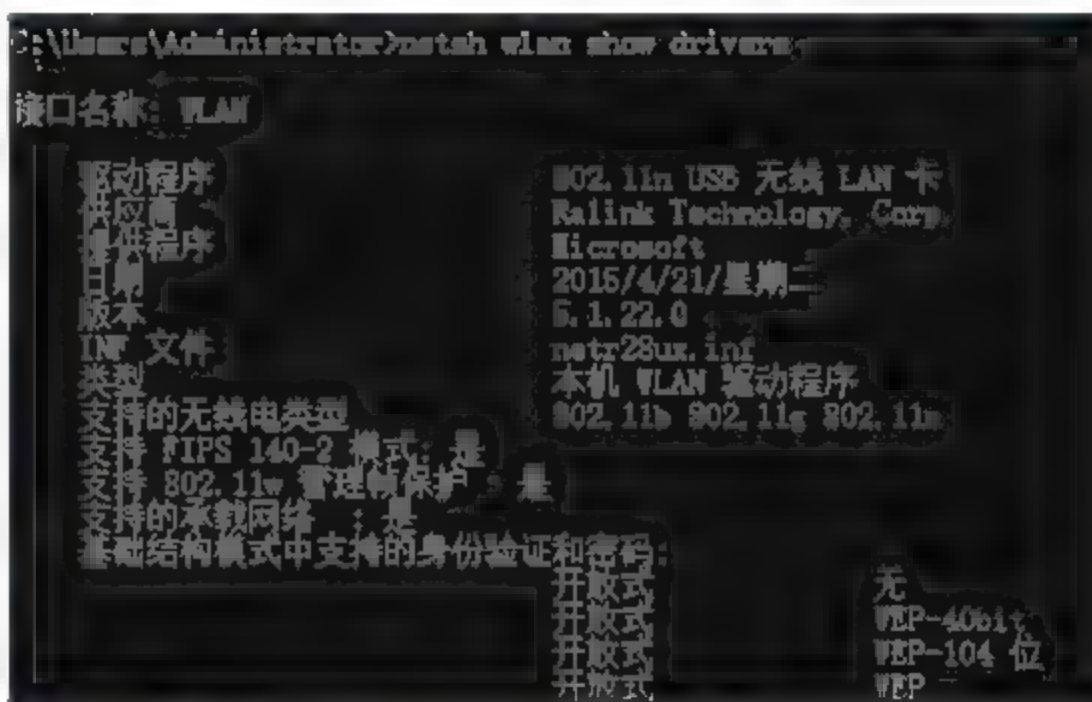 C:\Users\Administrator>netsh wlan show drivers
接口名称: WLAN
驱动程序 802.11n USB 无线 LAN 卡
供应商 Ralink Technology, Corp.
提供程序 Microsoft
日期 2015/4/21/星期二
版本 5.1.22.0
INF 文件 netr28ux.inf
类型 本机 WLAN 驱动程序
支持的无线电类型 802.11b 802.11g 802.11n
支持 FIPS 140-2 模式: 是
支持 802.11w 管理帧保护 : 是
支持的承载网络 : 是
基础结构模式中支持的身份验证和密码:
开放式 无
开放式 WEP-40bit
开放式 WEP-104 位
开放式 WEP